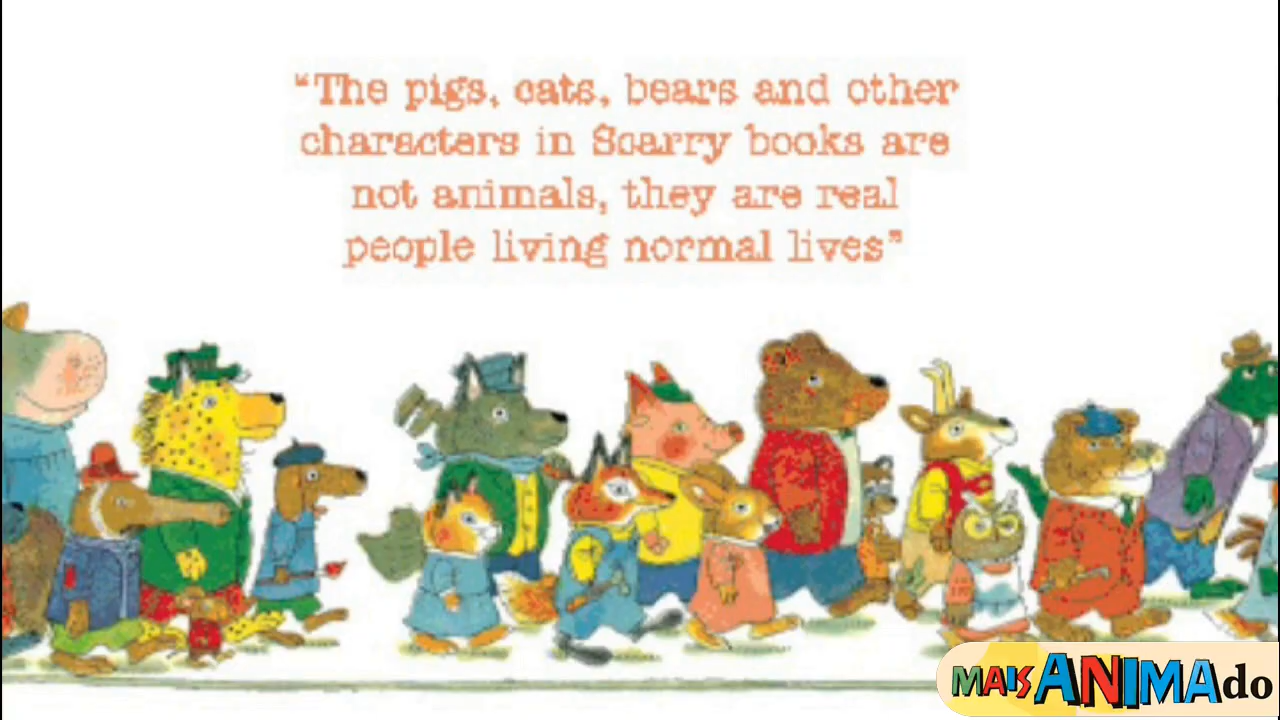 “The pigs, cats, bears and other
characters in Scarry books are
not animals, they are real
people living normal lives”
MAIS ANIMAdo